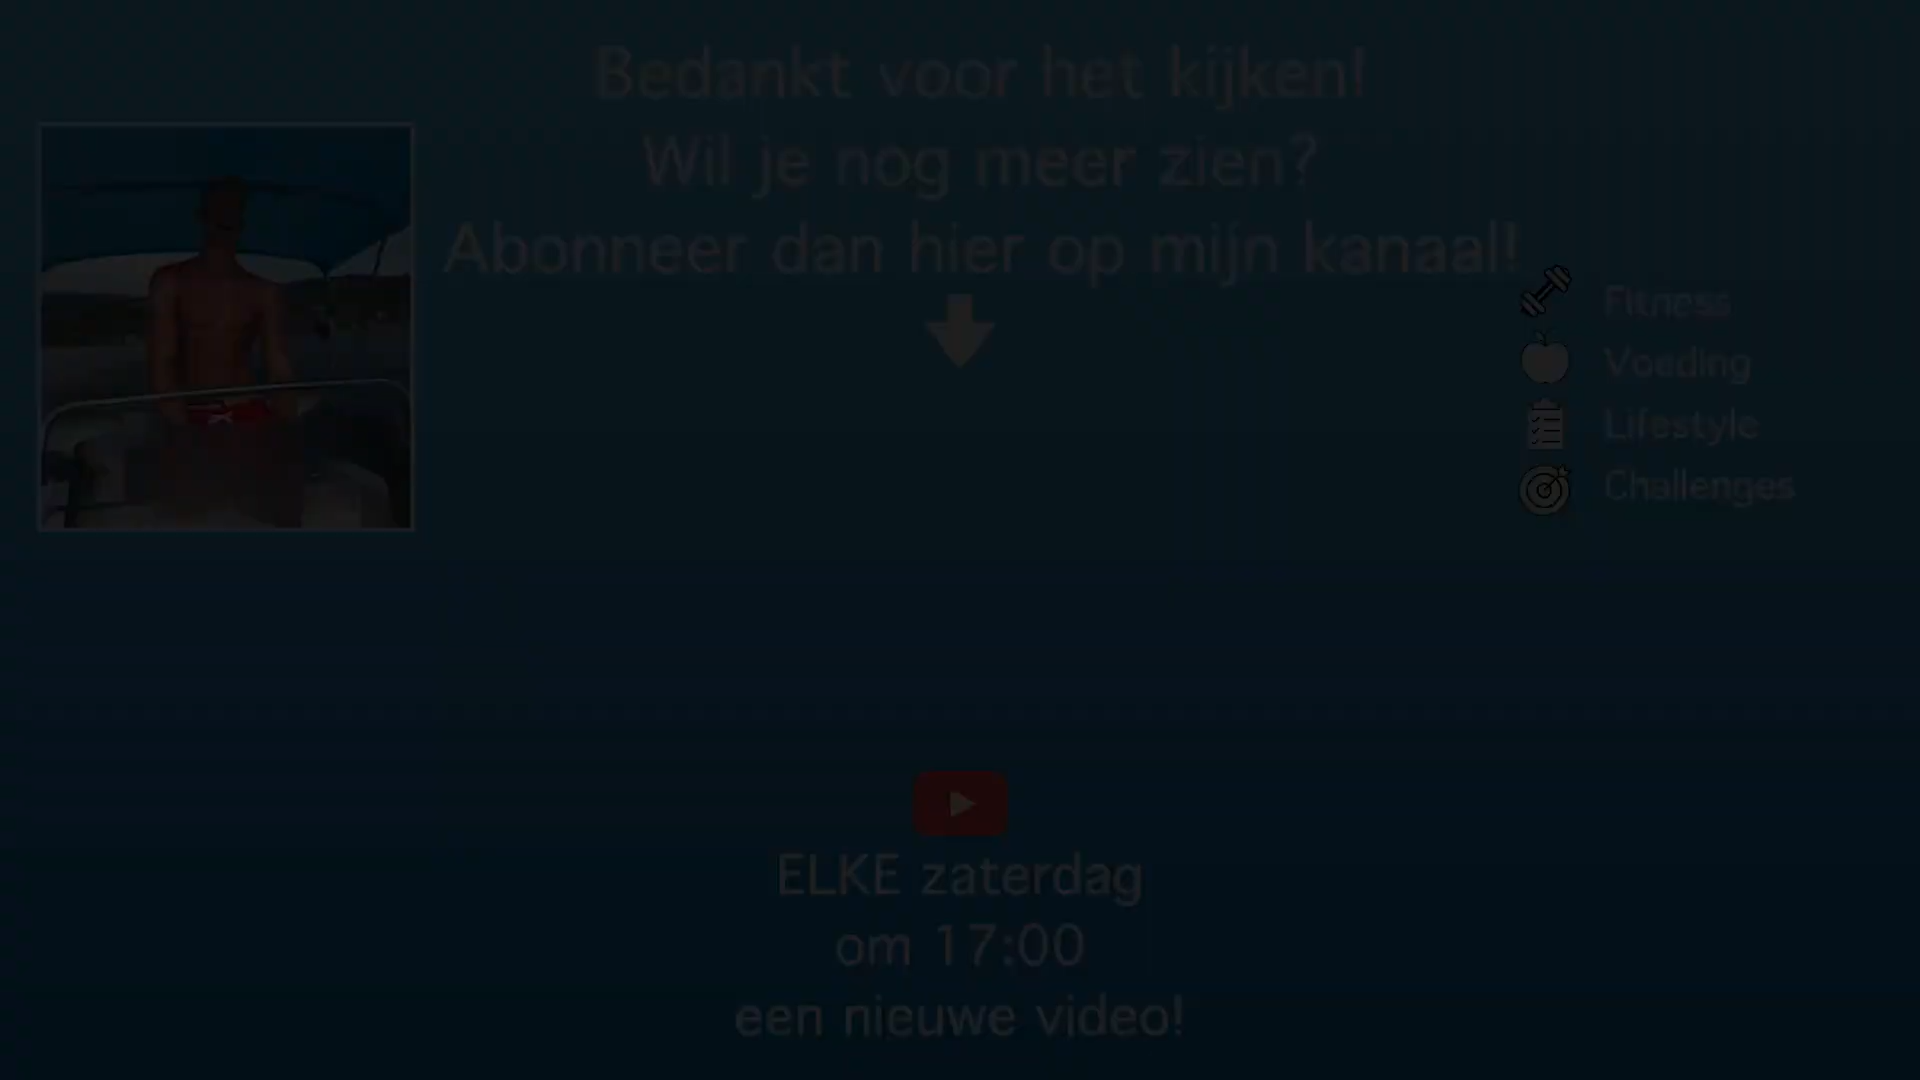 Bedankt voor het kijken!
Wil je nog meer zien?
Abonneer dan hier op mijn kanaal!
Fitness
Voeding
Lifestyle
Challenges
ELKE zaterdag
om 17:00
een nieuwe video!